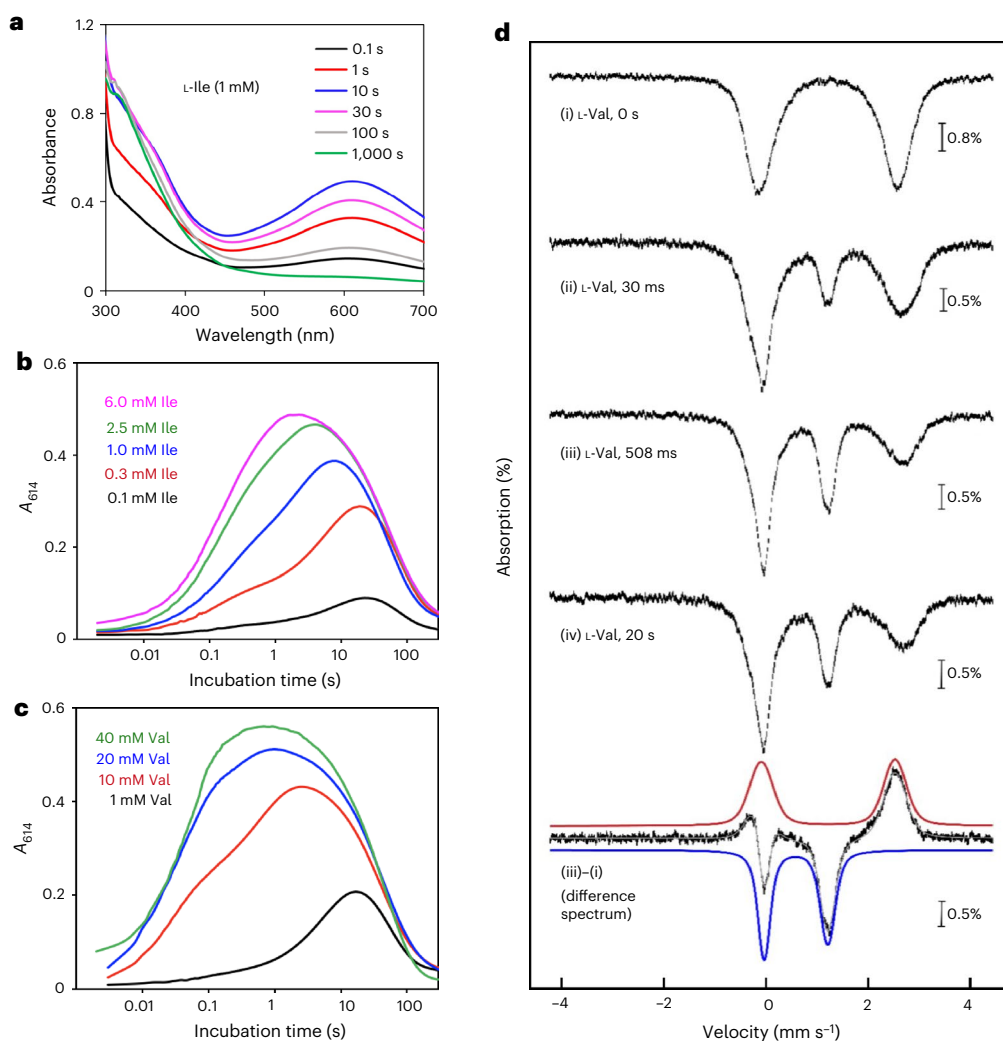 a
1.2
0.8
0.4
0
Absorbance
L-Ile (1 mM)
0.1 s
1 s
10 s
30 s
100 s
1,000 s
300
400
500
600
700
Wavelength (nm)
b
0.6
0.4
0.2
0
A614
6.0 mM Ile
2.5 mM Ile
1.0 mM Ile
0.3 mM Ile
0.1 mM Ile
0.01
0.1
1
10
100
Incubation time (s)
c
0.6
0.4
0.2
0
A614
40 mM Val
20 mM Val
10 mM Val
1 mM Val
0.01
0.1
1
10
100
Incubation time (s)
d
Absorption (%)
(i) L-Val, 0 s
0.8%
(ii) L-Val, 30 ms
0.5%
(iii) L-Val, 508 ms
0.5%
(iv) L-Val, 20 s
0.5%
(iii)–(i)
(difference
spectrum)
0.5%
−4
−2
0
2
4
Velocity (mm s−1)